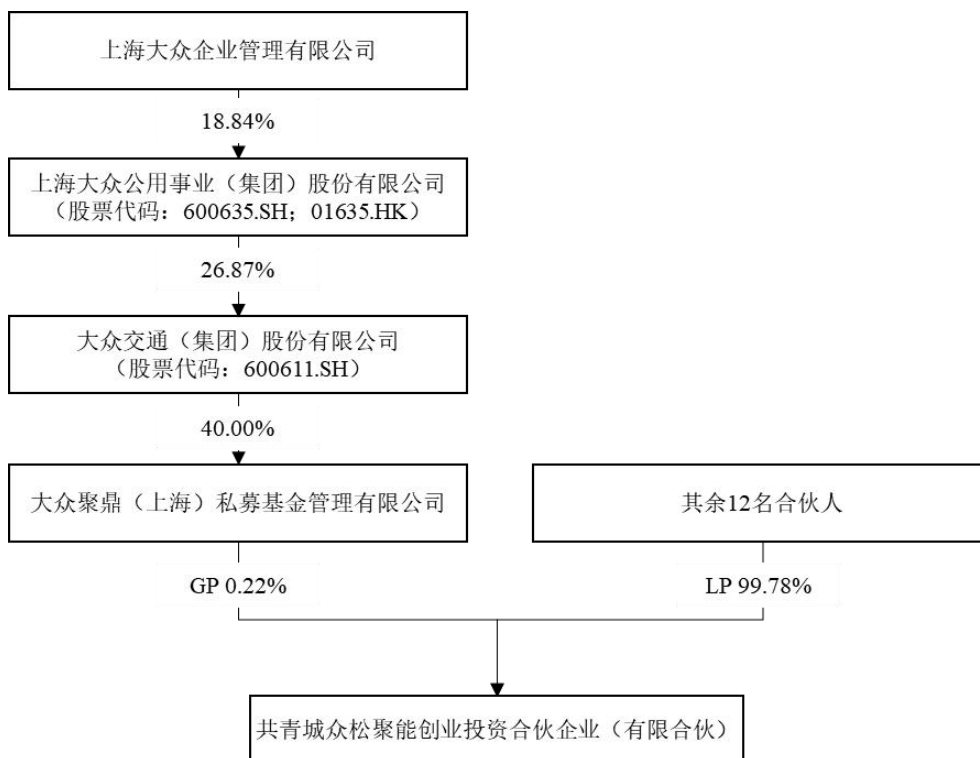 上海大众企业管理有限公司
18.84%
上海大众公用事业（集团）股份有限公司
（股票代码：600635.SH；01635.HK）
26.87%
大众交通（集团）股份有限公司
（股票代码：600611.SH）
40.00%
大众聚鼎（上海）私募基金管理有限公司
其余12名合伙人
GP 0.22%
LP 99.78%
共青城众松聚能创业投资合伙企业（有限合伙）